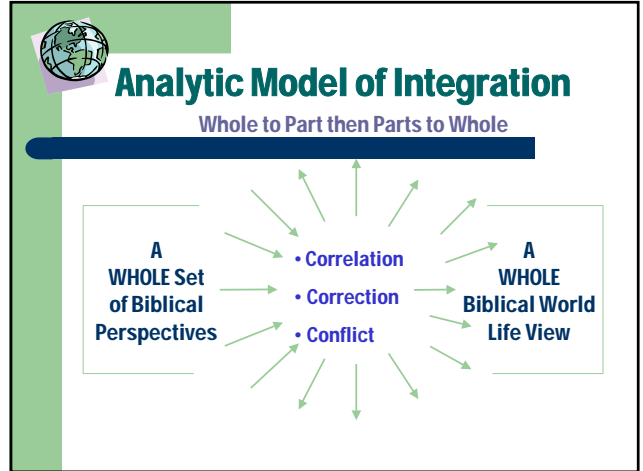 Analytic Model of Integration
Whole to Part then Parts to Whole
A
WHOLE Set
of Biblical
Perspectives
• Correlation
• Correction
• Conflict
A
WHOLE
Biblical World
Life View